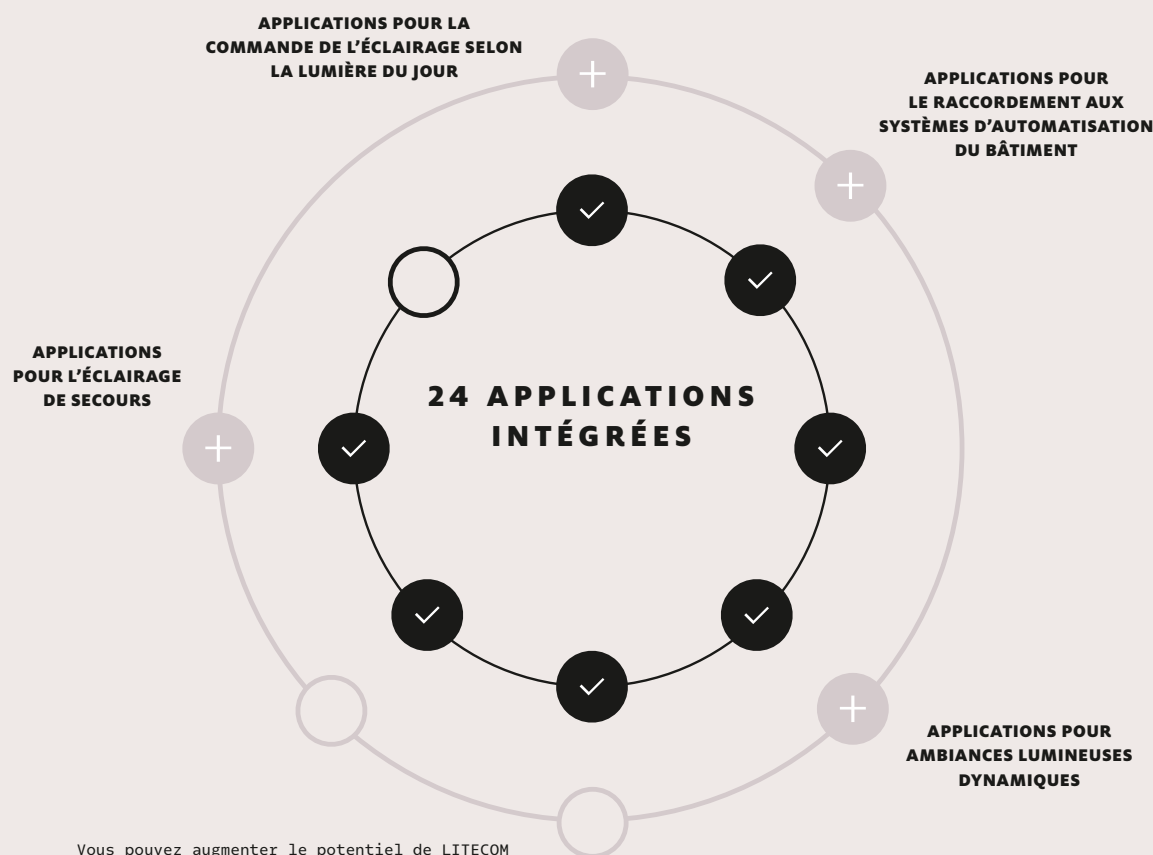 APPLICATIONS POUR LA
COMMANDE DE L’ÉCLAIRAGE SELON
LA LUMIÈRE DU JOUR
APPLICATIONS POUR
LE RACCORDEMENT AUX
SYSTÈMES D’AUTOMATISATION
DU BÂTIMENT
APPLICATIONS
POUR L’ÉCLAIRAGE
DE SECOURS
24 APPLICATIONS
INTÉGRÉES
APPLICATIONS POUR
AMBIANCES LUMINEUSES
DYNAMIQUES
Vous pouvez augmenter le potentiel de LITECOM